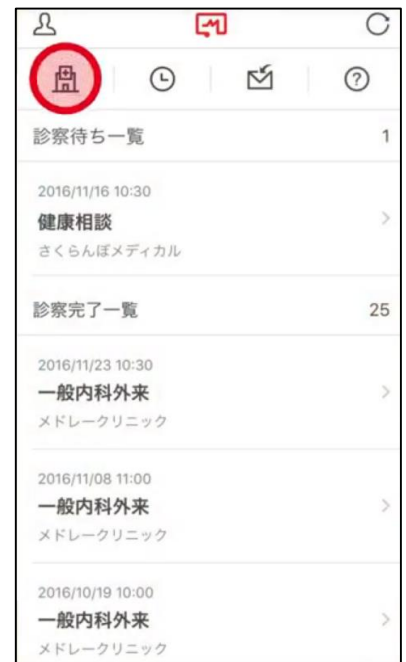 診察待ち一覧 1
2016/11/16 10:30
健康相談
さくらんぼメディカル
診察完了一覧 25
2016/11/23 10:30
一般内科外来
メドレークリニック
2016/11/08 11:00
一般内科外来
メドレークリニック
2016/10/19 10:00
一般内科外来
メドレークリニック